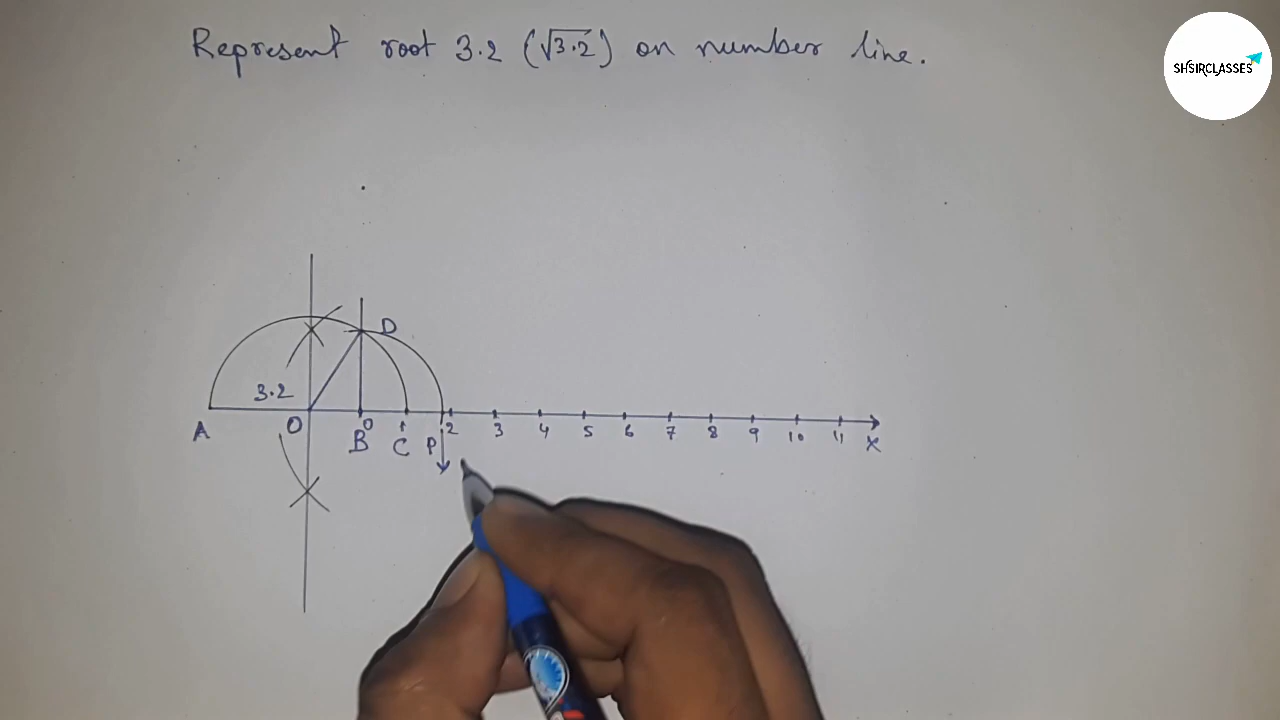 Represent root 3.2 (√3.2) on number line.
SHSIRCLASSES
D
3.2
A O B 0 C 1 P 2 3 4 5 6 7 8 9 10 11 X